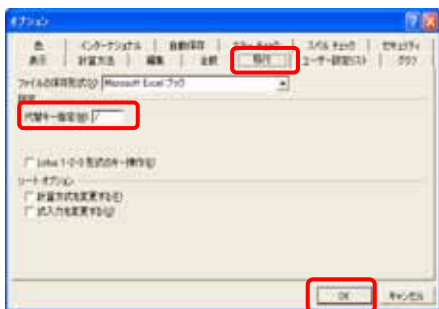 オプション
色 | インターナショナル | 自動保存 | エラー チェック | スペル チェック | セキュリティ
表示 | 計算方法 | 編集 | 全般 | 移行 | ユーザー設定リスト | グラフ
ファイルの保存形式(S) Microsoft Excel ブック
設定
代替キー指定(M) /
Lotus 1-2-3 形式のキー操作(K)
シート オプション
計算方式を変更する(E)
式入力を変更する(U)
OK キャンセル